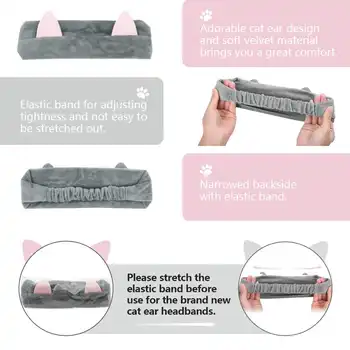 Adorable cat ear design
and soft velvet material
brings you a great comfort.
Elastic band for adjusting
tightness and not easy to
be stretched out.
Narrowed backside
with elastic band.
Please stretch the
elastic band before
use for the brand new
cat ear headbands.